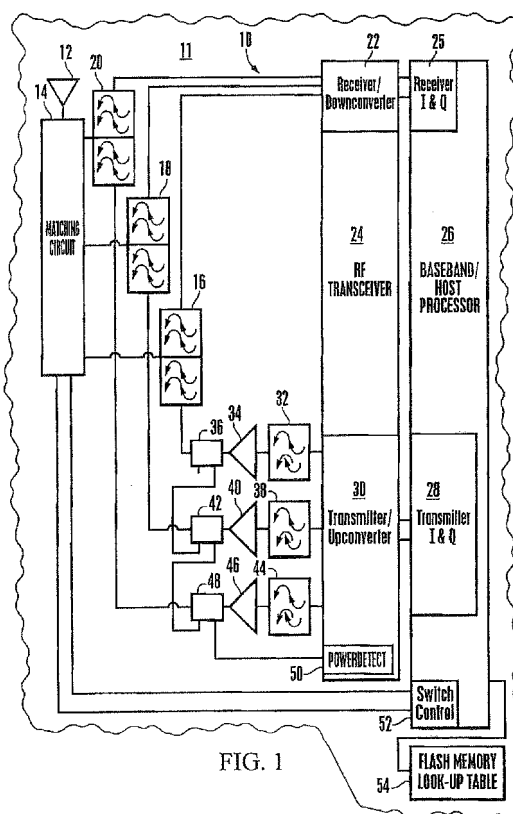 12
20
11
10
22
25
14
Receiver/
Downconverter
Receiver
I & Q
18
MATCHING
CIRCUIT
24
RF
TRANSCEIVER
26
BASEBAND/
HOST
PROCESSOR
16
36
34
32
42
40
38
30
Transmitter/
Upconverter
28
Transmitter
I & Q
48
46
44
50
POWERDETECT
52
Switch
Control
FIG. 1
54
FLASH MEMORY
LOOK-UP TABLE